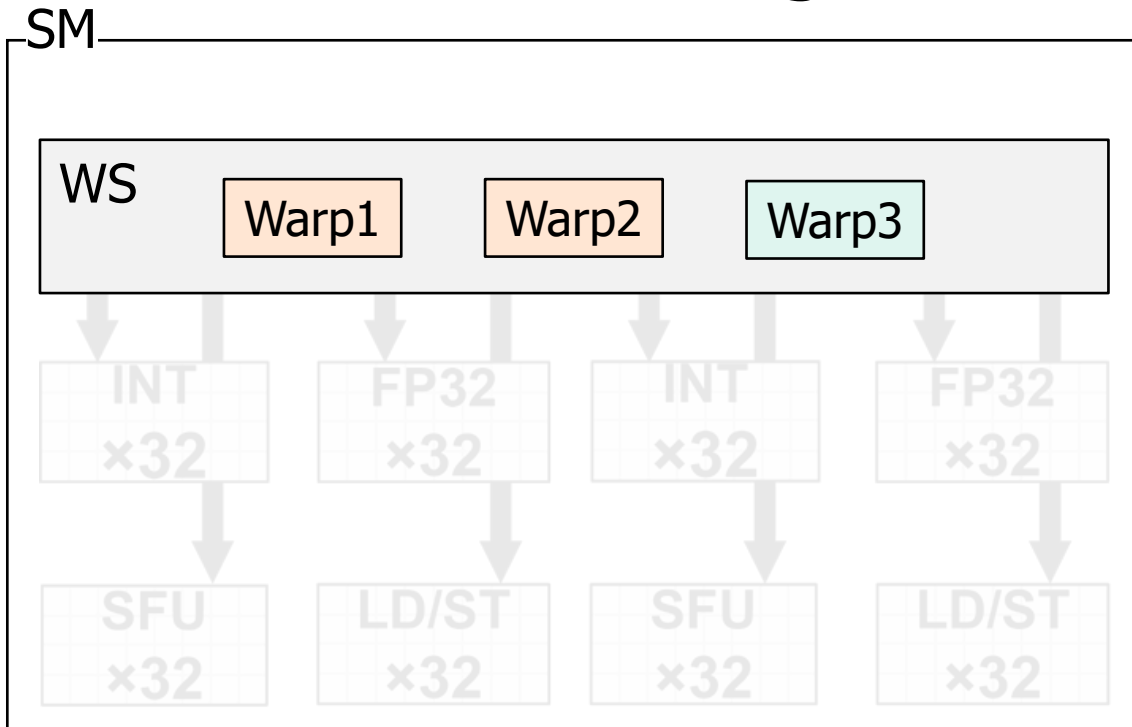 SM
WS
Warp1 Warp2 Warp3
INT FP32 INT FP32
×32 ×32 ×32 ×32
SFU LD/ST SFU LD/ST
×32 ×32 ×32 ×32